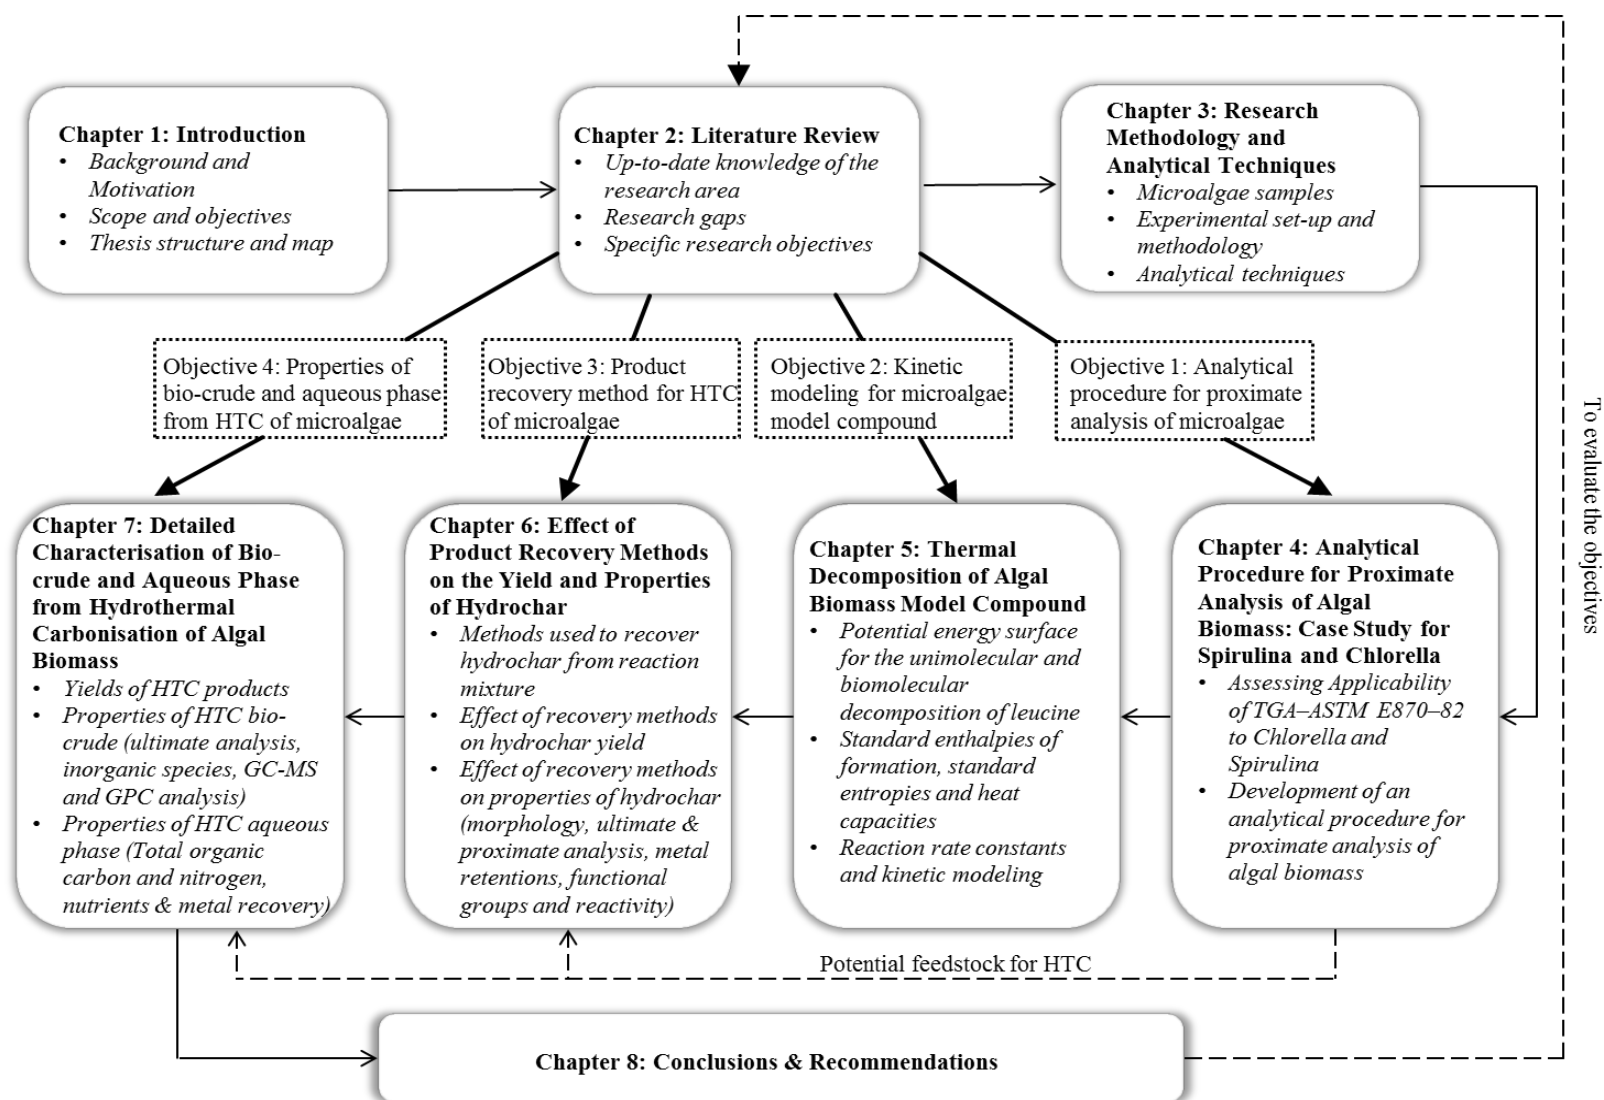 Chapter 1: Introduction
• Background and
Motivation
• Scope and objectives
• Thesis structure and map
Chapter 2: Literature Review
• Up-to-date knowledge of the
research area
• Research gaps
• Specific research objectives
Chapter 3: Research
Methodology and
Analytical Techniques
• Microalgae samples
• Experimental set-up and
methodology
• Analytical techniques
Objective 4: Properties of
bio-crude and aqueous phase
from HTC of microalgae
Objective 3: Product
recovery method for HTC
of microalgae
Objective 2: Kinetic
modeling for microalgae
model compound
Objective 1: Analytical
procedure for proximate
analysis of microalgae
To evaluate the objectives
Chapter 7: Detailed
Characterisation of Bio-
crude and Aqueous Phase
from Hydrothermal
Carbonisation of Algal
Biomass
• Yields of HTC products
• Properties of HTC bio-
crude (ultimate analysis,
inorganic species, GC-MS
and GPC analysis)
• Properties of HTC aqueous
phase (Total organic
carbon and nitrogen,
nutrients & metal recovery)
Chapter 6: Effect of
Product Recovery Methods
on the Yield and Properties
of Hydrochar
• Methods used to recover
hydrochar from reaction
mixture
• Effect of recovery methods
on hydrochar yield
• Effect of recovery methods
on properties of hydrochar
(morphology, ultimate &
proximate analysis, metal
retentions, functional
groups and reactivity)
Chapter 5: Thermal
Decomposition of Algal
Biomass Model Compound
• Potential energy surface
for the unimolecular and
biomolecular
decomposition of leucine
• Standard enthalpies of
formation, standard
entropies and heat
capacities
• Reaction rate constants
and kinetic modeling
Chapter 4: Analytical
Procedure for Proximate
Analysis of Algal
Biomass: Case Study for
Spirulina and Chlorella
• Assessing Applicability
of TGA–ASTM E870–82
to Chlorella and
Spirulina
• Development of an
analytical procedure for
proximate analysis of
algal biomass
Potential feedstock for HTC
Chapter 8: Conclusions & Recommendations